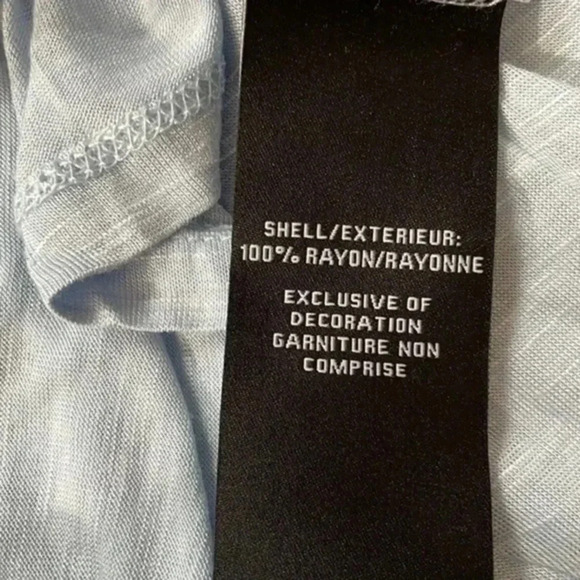 SHELL/EXTERIEUR:
100% RAYON/RAYONNE
EXCLUSIVE OF
DECORATION
GARNITURE NON
COMPRISE